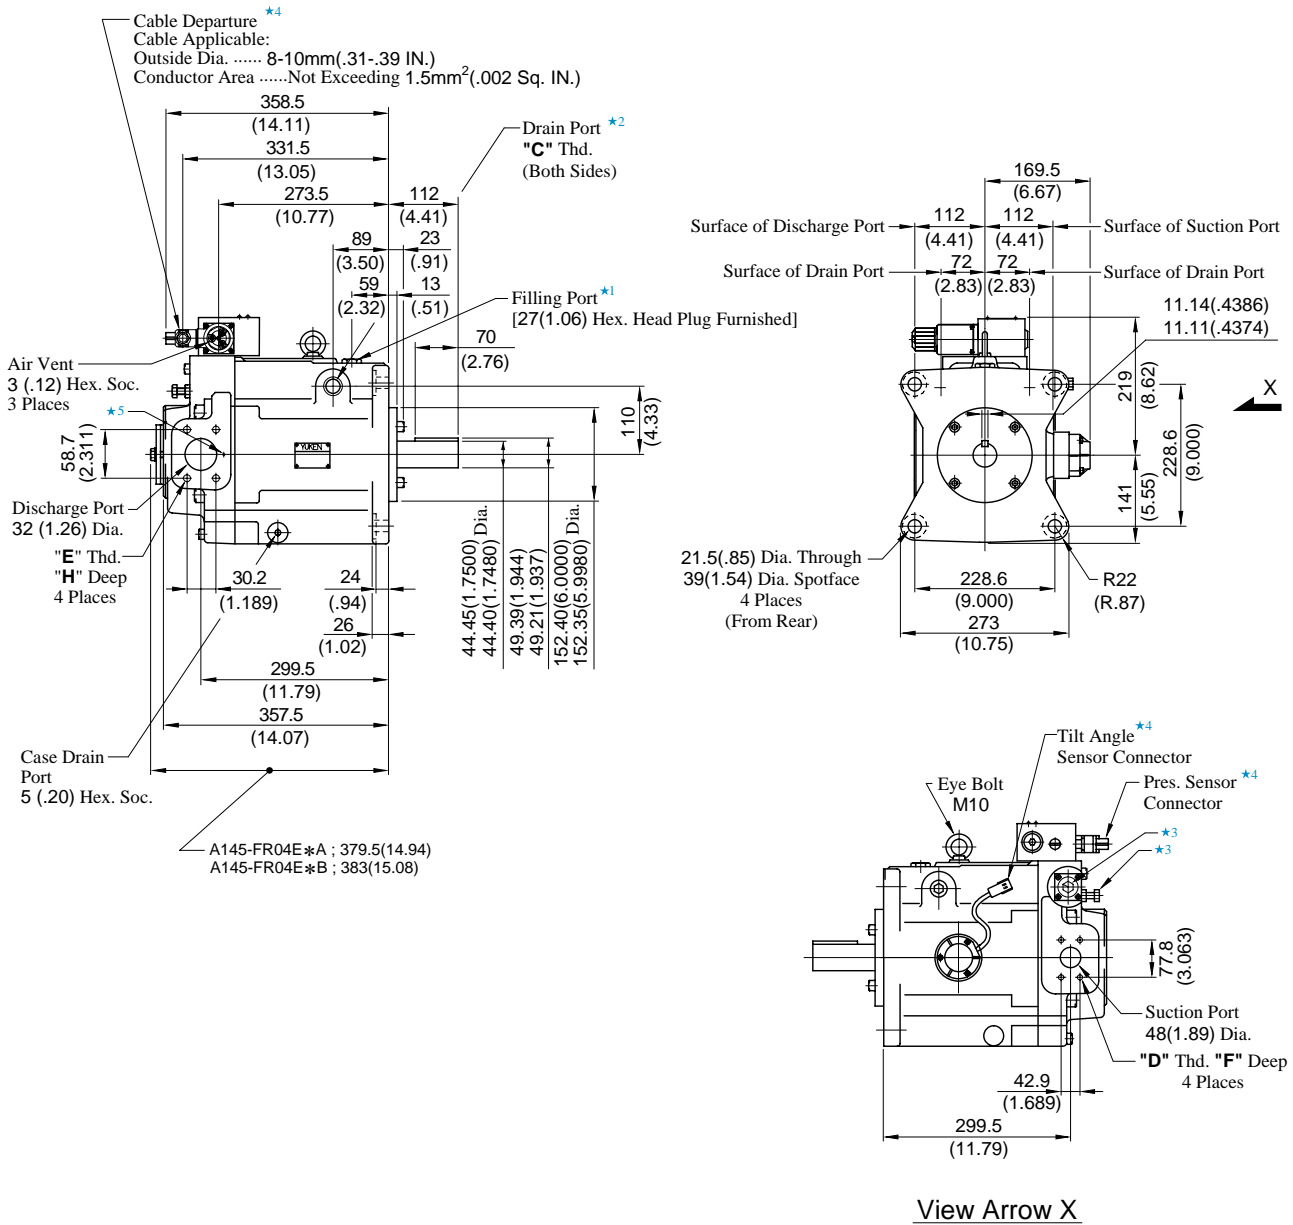 Cable Departure ★4
Cable Applicable:
Outside Dia. ...... 8-10mm(.31-.39 IN.)
Conductor Area ......Not Exceeding 1.5mm2(.002 Sq. IN.)
358.5
(14.11)
331.5
(13.05)
273.5
(10.77)
112
(4.41)
89
(3.50)
23
(.91)
59
(2.32)
13
(.51)
Drain Port ★2
"C" Thd.
(Both Sides)
Filling Port ★1
[27(1.06) Hex. Head Plug Furnished]
70
(2.76)
Air Vent
3 (.12) Hex. Soc.
3 Places
★5
58.7
(2.311)
YUKEN
110
(4.33)
Discharge Port
32 (1.26) Dia.
"E" Thd.
"H" Deep
4 Places
30.2
(1.189)
24
(.94)
26
(1.02)
44.45(1.7500) Dia.
44.40(1.7480)
49.39(1.944)
49.21(1.937)
152.40(6.0000) Dia.
152.35(5.9980)
299.5
(11.79)
357.5
(14.07)
Case Drain
Port
5 (.20) Hex. Soc.
A145-FR04E✻A ; 379.5(14.94)
A145-FR04E✻B ; 383(15.08)
169.5
(6.67)
Surface of Discharge Port
112
(4.41)
112
(4.41)
Surface of Suction Port
Surface of Drain Port
72
(2.83)
72
(2.83)
Surface of Drain Port
11.14(.4386)
11.11(.4374)
219
(8.62)
X
228.6
(9.000)
141
(5.55)
21.5(.85) Dia. Through
39(1.54) Dia. Spotface
4 Places
(From Rear)
228.6
(9.000)
273
(10.75)
R22
(R.87)
Tilt Angle ★4
Sensor Connector
Eye Bolt
M10
Pres. Sensor ★4
Connector
★3
★3
77.8
(3.063)
Suction Port
48(1.89) Dia.
"D" Thd. "F" Deep
4 Places
42.9
(1.689)
299.5
(11.79)
View Arrow X